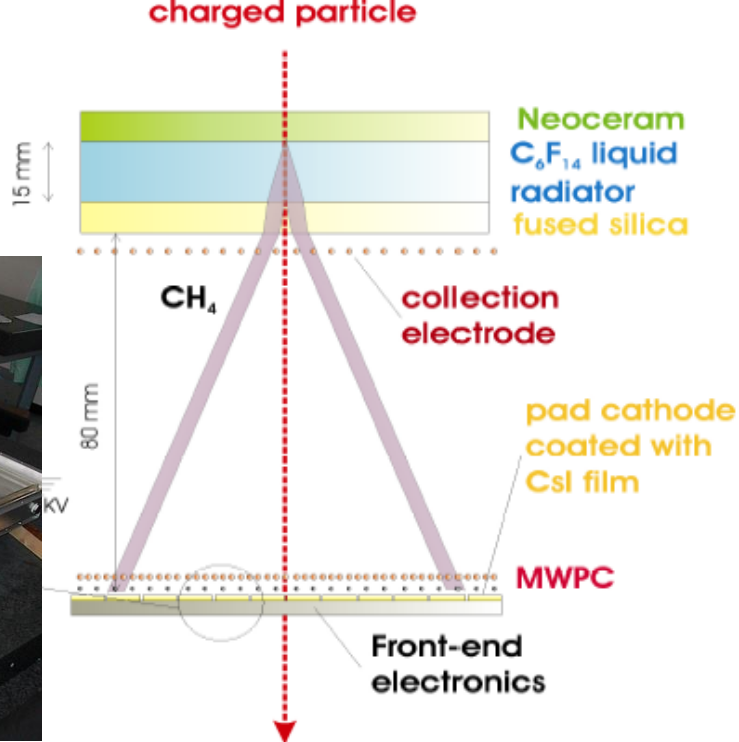 charged particle
Neoceram
C₆F₁₄ liquid
radiator
fused silica
15 mm
CH₄
collection
electrode
80 mm
pad cathode
coated with
CsI film
KV
MWPC
Front-end
electronics